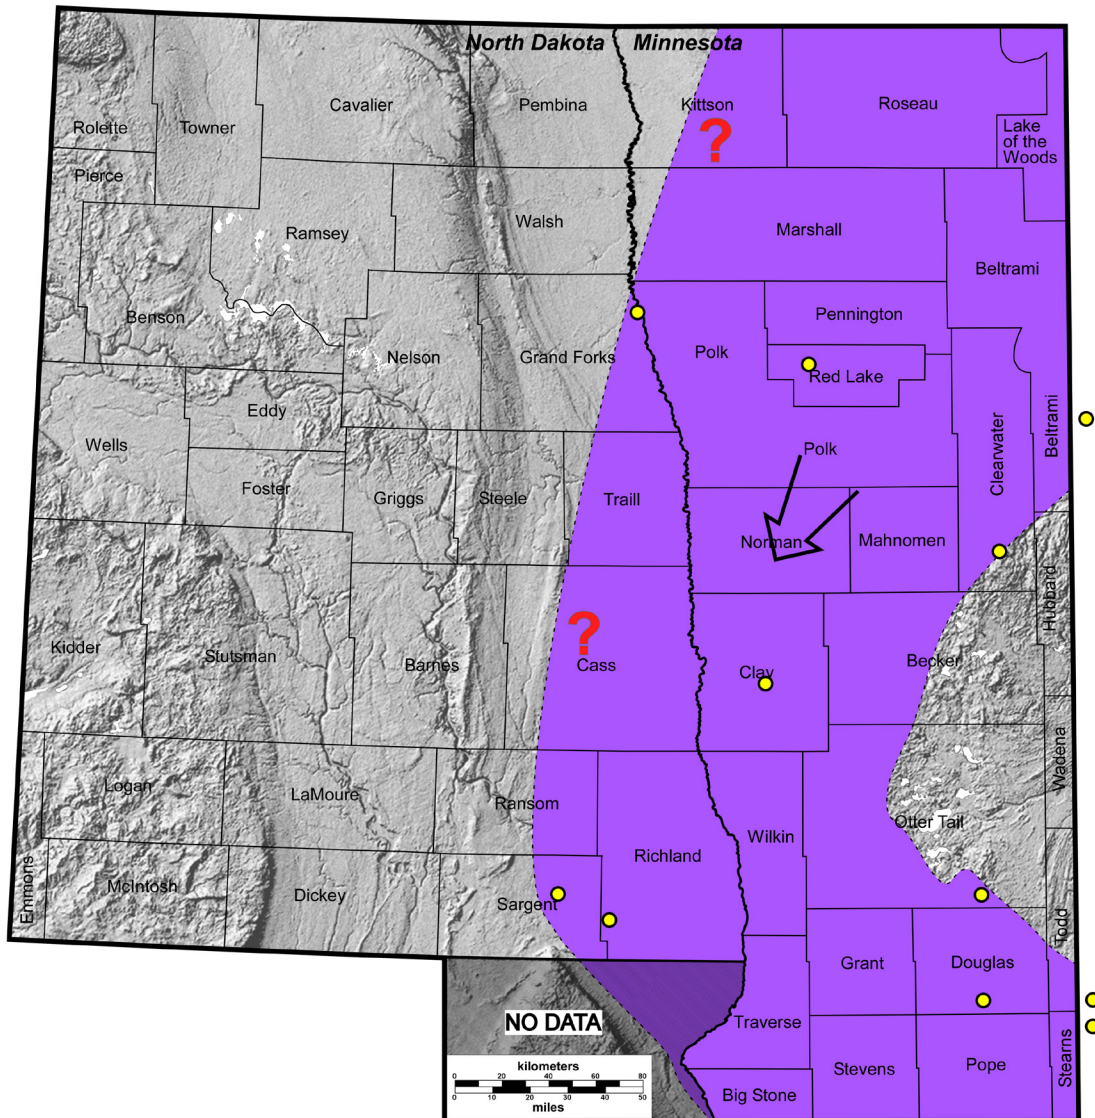 North Dakota Minnesota
Cavalier
Pembina
Kittson
Roseau
Rolette
Towner
Lake
of the
Woods
?
Pierce
Walsh
Ramsey
Marshall
Beltrami
Benson
Pennington
Nelson
Grand Forks
Polk
Red Lake
Eddy
Beltrami
Wells
Polk
Clearwater
Foster
Griggs
Steele
Traill
Norman
Mahnomen
Hubbard
?
Kidder
Stutsman
Barnes
Cass
Clay
Becker
Wadena
Logan
LaMoure
Ransom
Otter Tail
Wilkin
Richland
Emmons
McIntosh
Dickey
Sargent
Todd
Grant
Douglas
NO DATA
Traverse
Stearns
Stevens
Pope
Big Stone
kilometers
0 20 40 60 80
0 10 20 30 40 50
miles